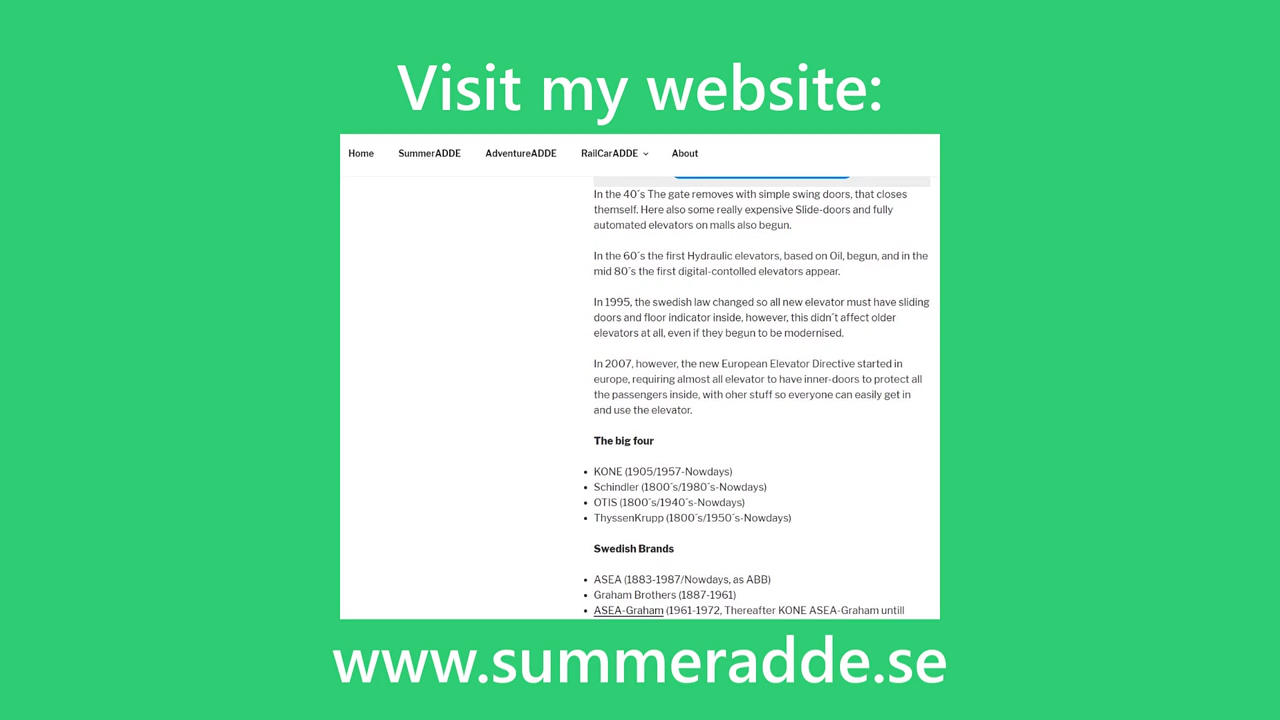 Visit my website:
Home SummerADDE AdventureADDE RailCarADDE About
In the 40´s The gate removes with simple swing doors, that closes
themself. Here also some really expensive Slide-doors and fully
automated elevators on malls also begun.
In the 60´s the first Hydraulic elevators, based on Oil, begun, and in the
mid 80´s the first digital-contolled elevators appear.
In 1995, the swedish law changed so all new elevator must have sliding
doors and floor indicator inside, however, this didn´t affect older
elevators at all, even if they begun to be modernised.
In 2007, however, the new European Elevator Directive started in
europe, requiring almost all elevator to have inner-doors to protect all
the passengers inside, with oher stuff so everyone can easily get in
and use the elevator.
The big four
• KONE (1905/1957-Nowdays)
• Schindler (1800´s/1980´s-Nowdays)
• OTIS (1800´s/1940´s-Nowdays)
• ThyssenKrupp (1800´s/1950´s-Nowdays)
Swedish Brands
• ASEA (1883-1987/Nowdays, as ABB)
• Graham Brothers (1887-1961)
• ASEA-Graham (1961-1972, Thereafter KONE ASEA-Graham untill
www.summeradde.se